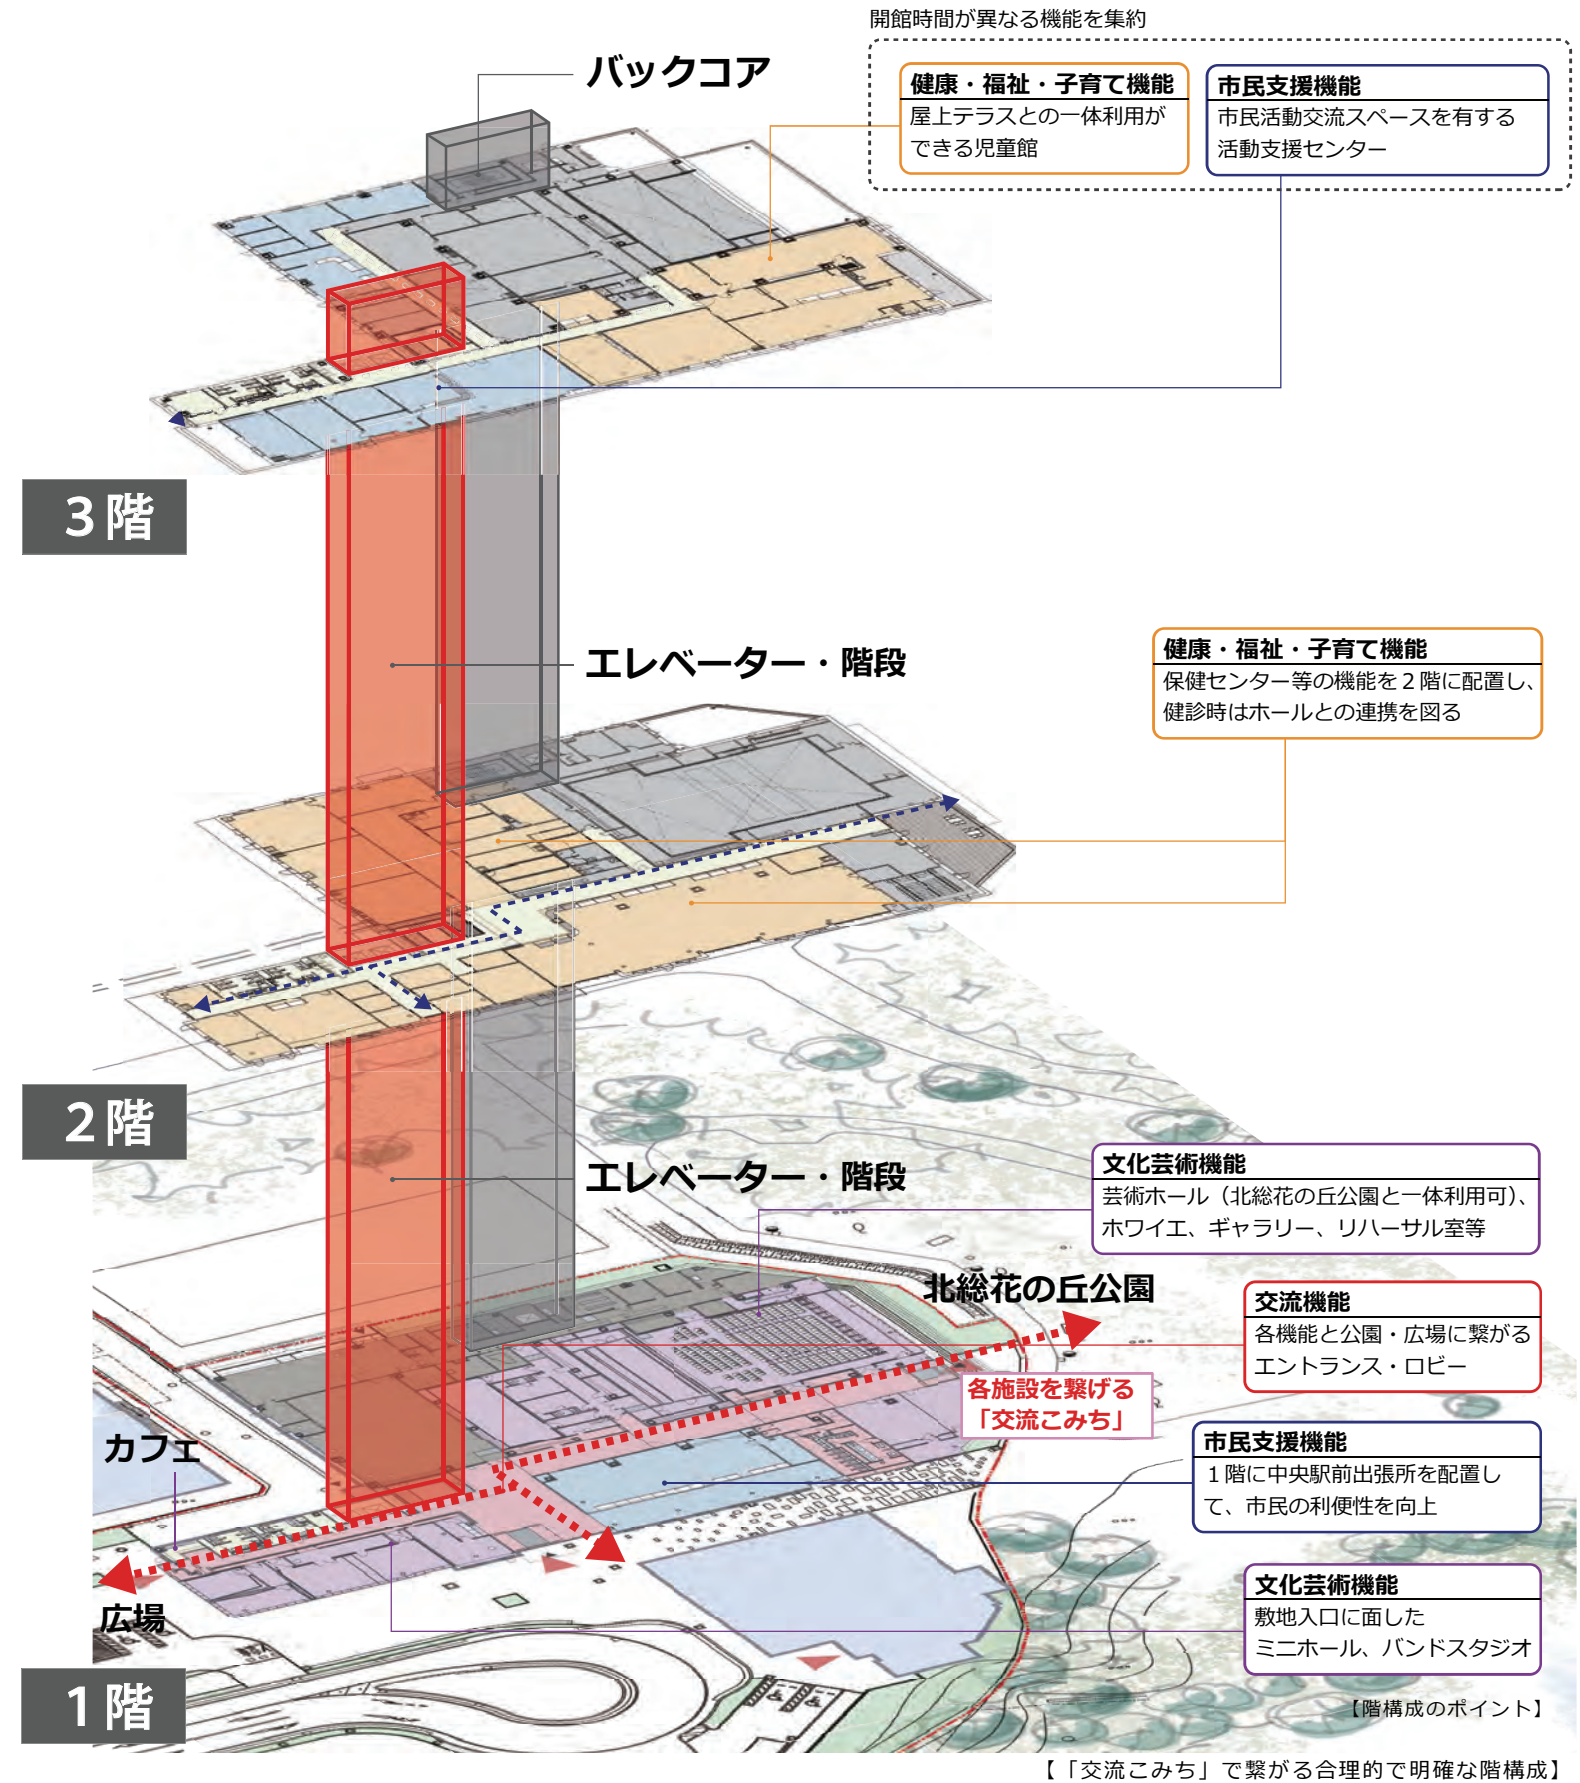 開館時間が異なる機能を集約
バックコア
健康・福祉・子育て機能
屋上テラスとの一体利用が
できる児童館
市民支援機能
市民活動交流スペースを有する
活動支援センター
3階
エレベーター・階段
健康・福祉・子育て機能
保健センター等の機能を２階に配置し、
健診時はホールとの連携を図る
2階
エレベーター・階段
文化芸術機能
芸術ホール（北総花の丘公園と一体利用可）、
ホワイエ、ギャラリー、リハーサル室等
北総花の丘公園
交流機能
各機能と公園・広場に繋がる
エントランス・ロビー
各施設を繋げる
「交流こみち」
カフェ
市民支援機能
１階に中央駅前出張所を配置し
て、市民の利便性を向上
広場
文化芸術機能
敷地入口に面した
ミニホール、バンドスタジオ
1階
【階構成のポイント】
【「交流こみち」で繋がる合理的で明確な階構成】